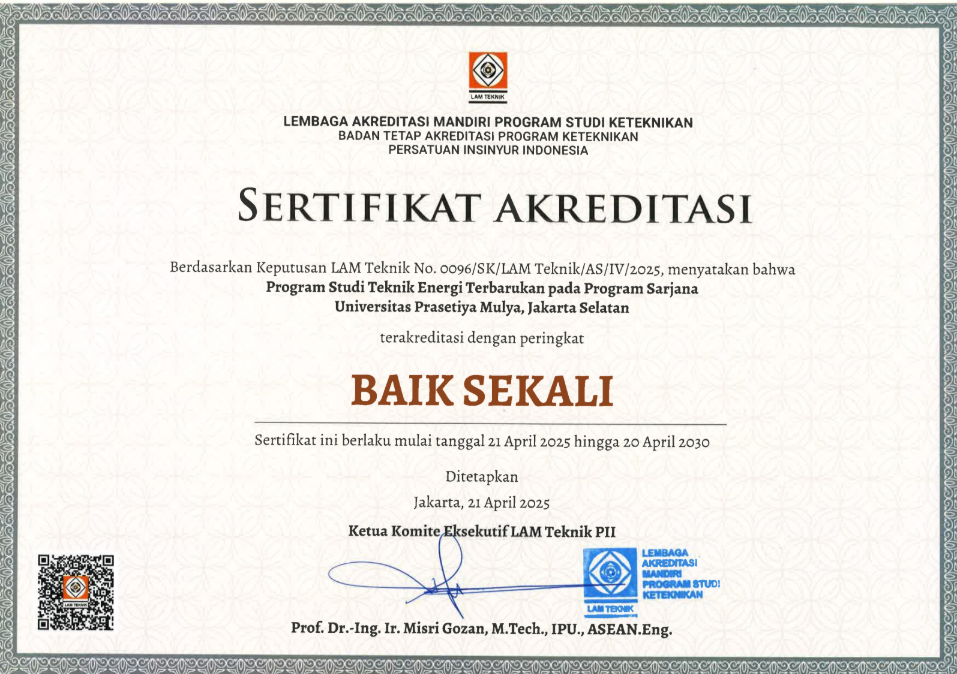 LAM TEKNIK
LEMBAGA AKREDITASI MANDIRI PROGRAM STUDI KETEKNIKAN
BADAN TETAP AKREDITASI PROGRAM KETEKNIKAN
PERSATUAN INSINYUR INDONESIA
SERTIFIKAT AKREDITASI
Berdasarkan Keputusan LAM Teknik No. 0096/SK/LAM Teknik/AS/IV/2025, menyatakan bahwa
Program Studi Teknik Energi Terbarukan pada Program Sarjana
Universitas Prasetiya Mulya, Jakarta Selatan
terakreditasi dengan peringkat
BAIK SEKALI
Sertifikat ini berlaku mulai tanggal 21 April 2025 hingga 20 April 2030
Ditetapkan
Jakarta, 21 April 2025
Ketua Komite Eksekutif LAM Teknik PII
LEMBAGA
AKREDITASI
MANDIRI
PROGRAM STUDI
KETEKNIKAN
LAM TEKNIK
LAM TEKNIK
Prof. Dr.-Ing. Ir. Misri Gozan, M.Tech., IPU., ASEAN.Eng.